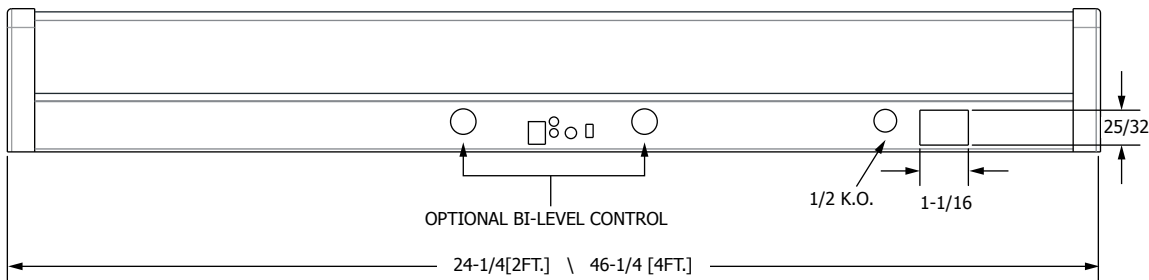 25/32
1/2 K.O.
1-1/16
OPTIONAL BI-LEVEL CONTROL
24-1/4[2FT.] \ 46-1/4 [4FT.]